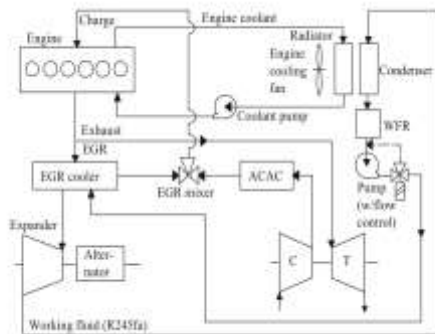 Charge
Engine coolant
Engine
Radiator
Engine
cooling
fan
Condenser
Coolant pump
WFR
Exhaust
EGR
EGR cooler
EGR mixer
ACAC
Pump
(w/flow
control)
Expander
Alter-
nator
C
T
Working fluid (R245fa)